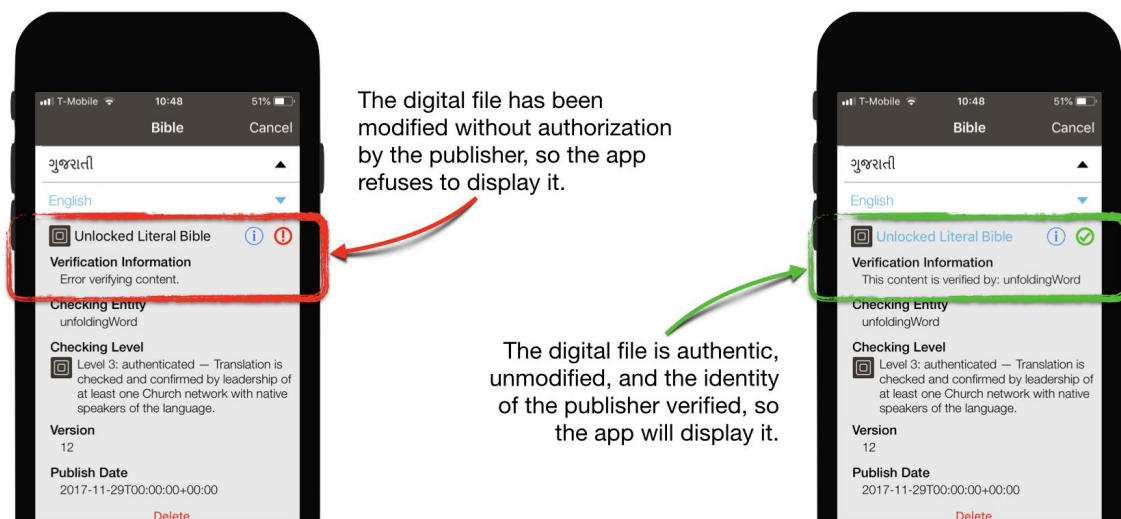 T-Mobile 10:48 51%
Bible Cancel
ગુજરાતી
English
Unlocked Literal Bible
Verification Information
Error verifying content.
Checking Entity
unfoldingWord
Checking Level
Level 3: authenticated — Translation is
checked and confirmed by leadership of
at least one Church network with native
speakers of the language.
Version
12
Publish Date
2017-11-29T00:00:00+00:00
Delete
The digital file has been
modified without authorization
by the publisher, so the app
refuses to display it.
The digital file is authentic,
unmodified, and the identity
of the publisher verified, so
the app will display it.
T-Mobile 10:48 51%
Bible Cancel
ગુજરાતી
English
Unlocked Literal Bible
Verification Information
This content is verified by: unfoldingWord
Checking Entity
unfoldingWord
Checking Level
Level 3: authenticated — Translation is
checked and confirmed by leadership of
at least one Church network with native
speakers of the language.
Version
12
Publish Date
2017-11-29T00:00:00+00:00
Delete